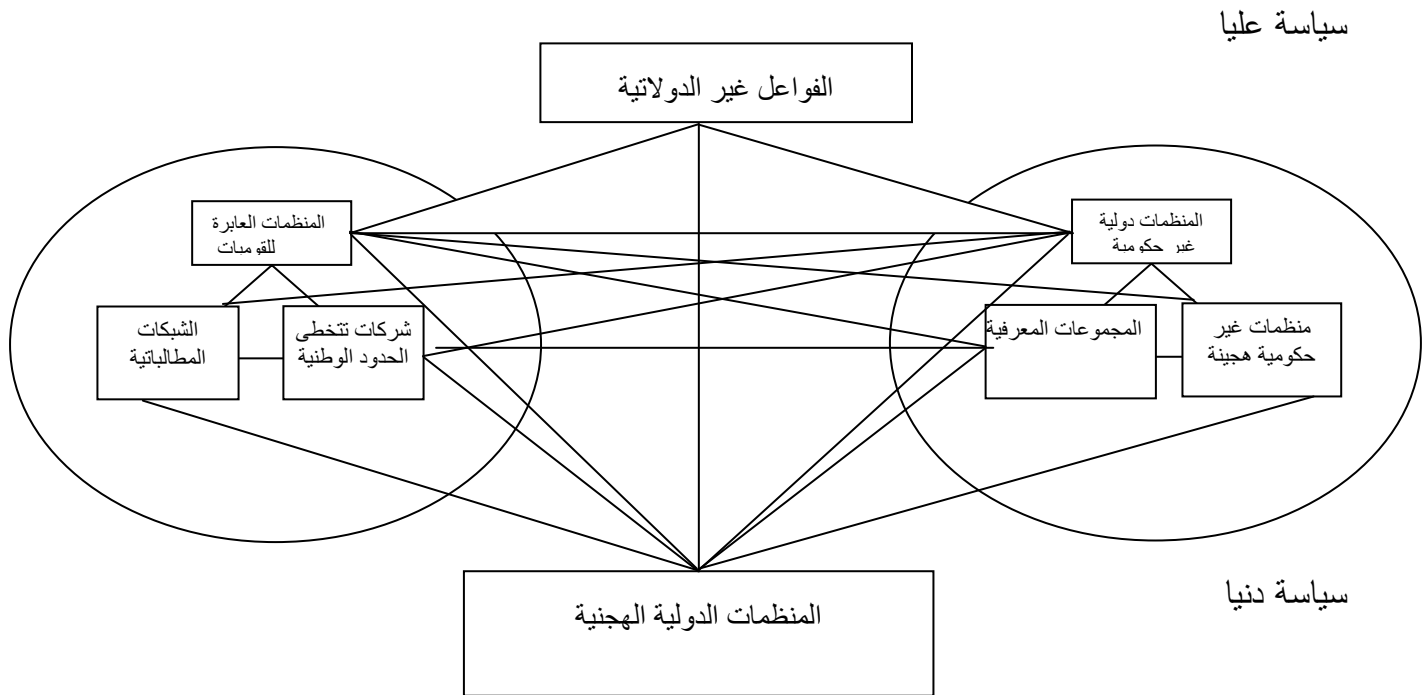 سياسة عليا
الفواعل غير الدولاتية
المنظمات دولية
غير حكومية
المنظمات العابرة
للقوميات
منظمات غير
حكومية هجينة
المجموعات المعرفية
شركات تتخطى
الحدود الوطنية
الشبكات
المطالباتية
سياسة دنيا
المنظمات الدولية الهجنية